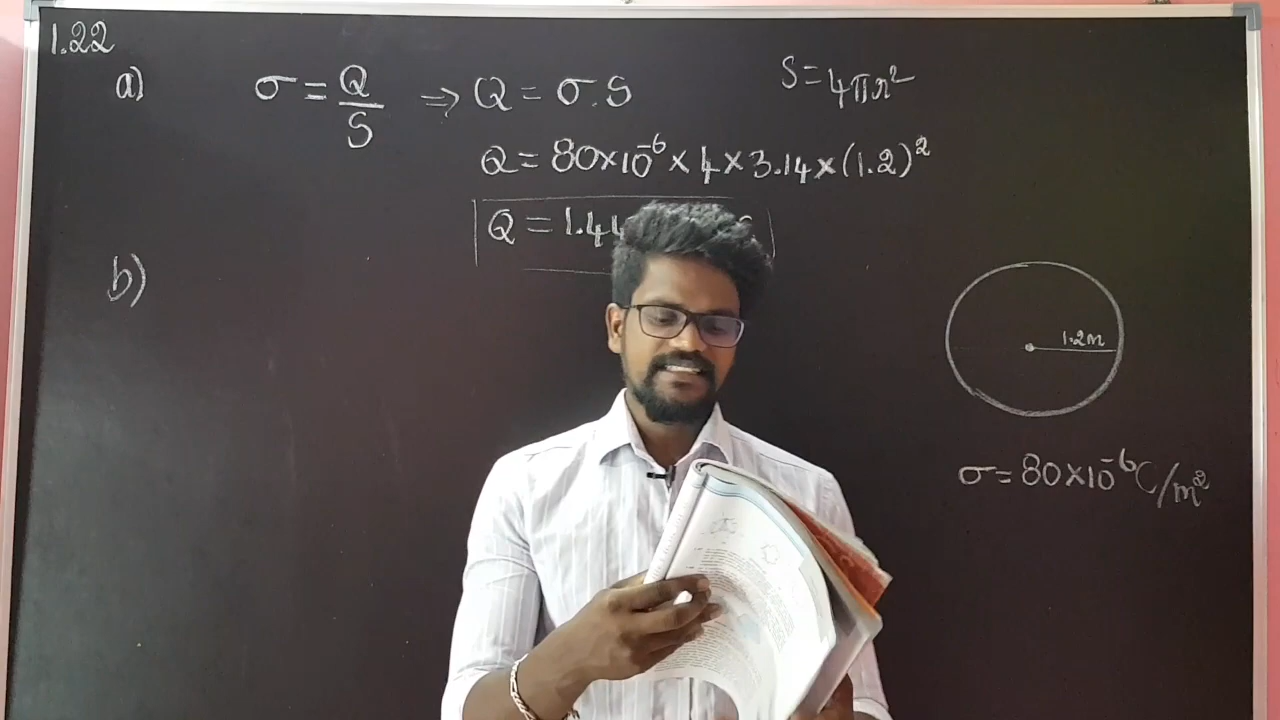 1.22
a) σ = Q/S ⇒ Q = σ.S S = 4πr²
Q = 80×10⁻⁶ × 4 × 3.14 × (1.2)²
Q = 1.44
b)
1.2m
σ = 80×10⁻⁶ C/m²